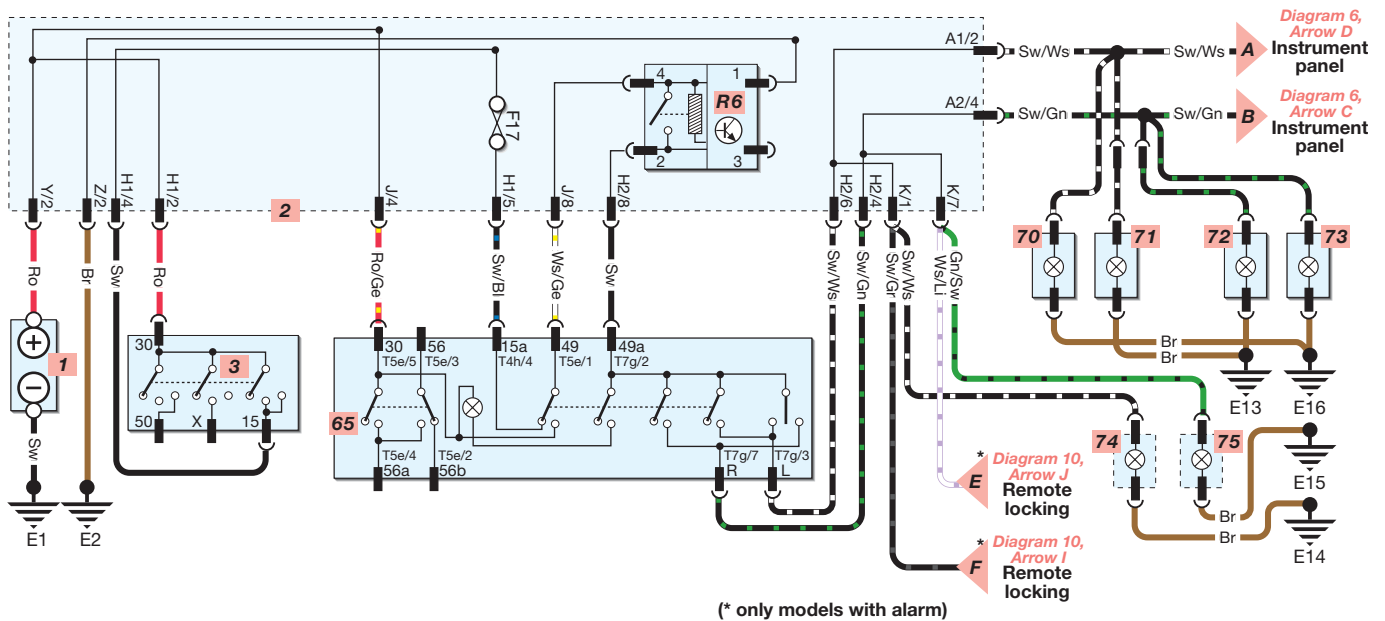 A1/2
Sw/Ws
Sw/Ws
A
Diagram 6,
Arrow D
Instrument
panel
A2/4
Sw/Gn
Sw/Gn
B
Diagram 6,
Arrow C
Instrument
panel
4
1
R6
2
3
F17
Y/2
Z/2
H1/4
H1/2
2
J/4
H1/5
J/8
H2/8
H2/6
H2/4
K/1
K/7
Ro
Br
Sw
Ro
Ro/Ge
Sw/Bl
Ws/Ge
Sw
Sw/Ws
Sw/Gn
Sw/Gr
Sw/Ws
Ws/Li
Gn/Sw
70
71
72
73
Br
Br
E13
E16
1
Sw
E1
E2
30
3
50
X
15
30
T5e/5
56
T5e/3
15a
T4h/4
49
T5e/1
49a
T7g/2
65
T5e/4
56a
T5e/2
56b
T7g/7
R
T7g/3
L
74
75
Br
Br
E15
E14
*
E
Diagram 10,
Arrow J
Remote
locking
*
F
Diagram 10,
Arrow I
Remote
locking
(* only models with alarm)